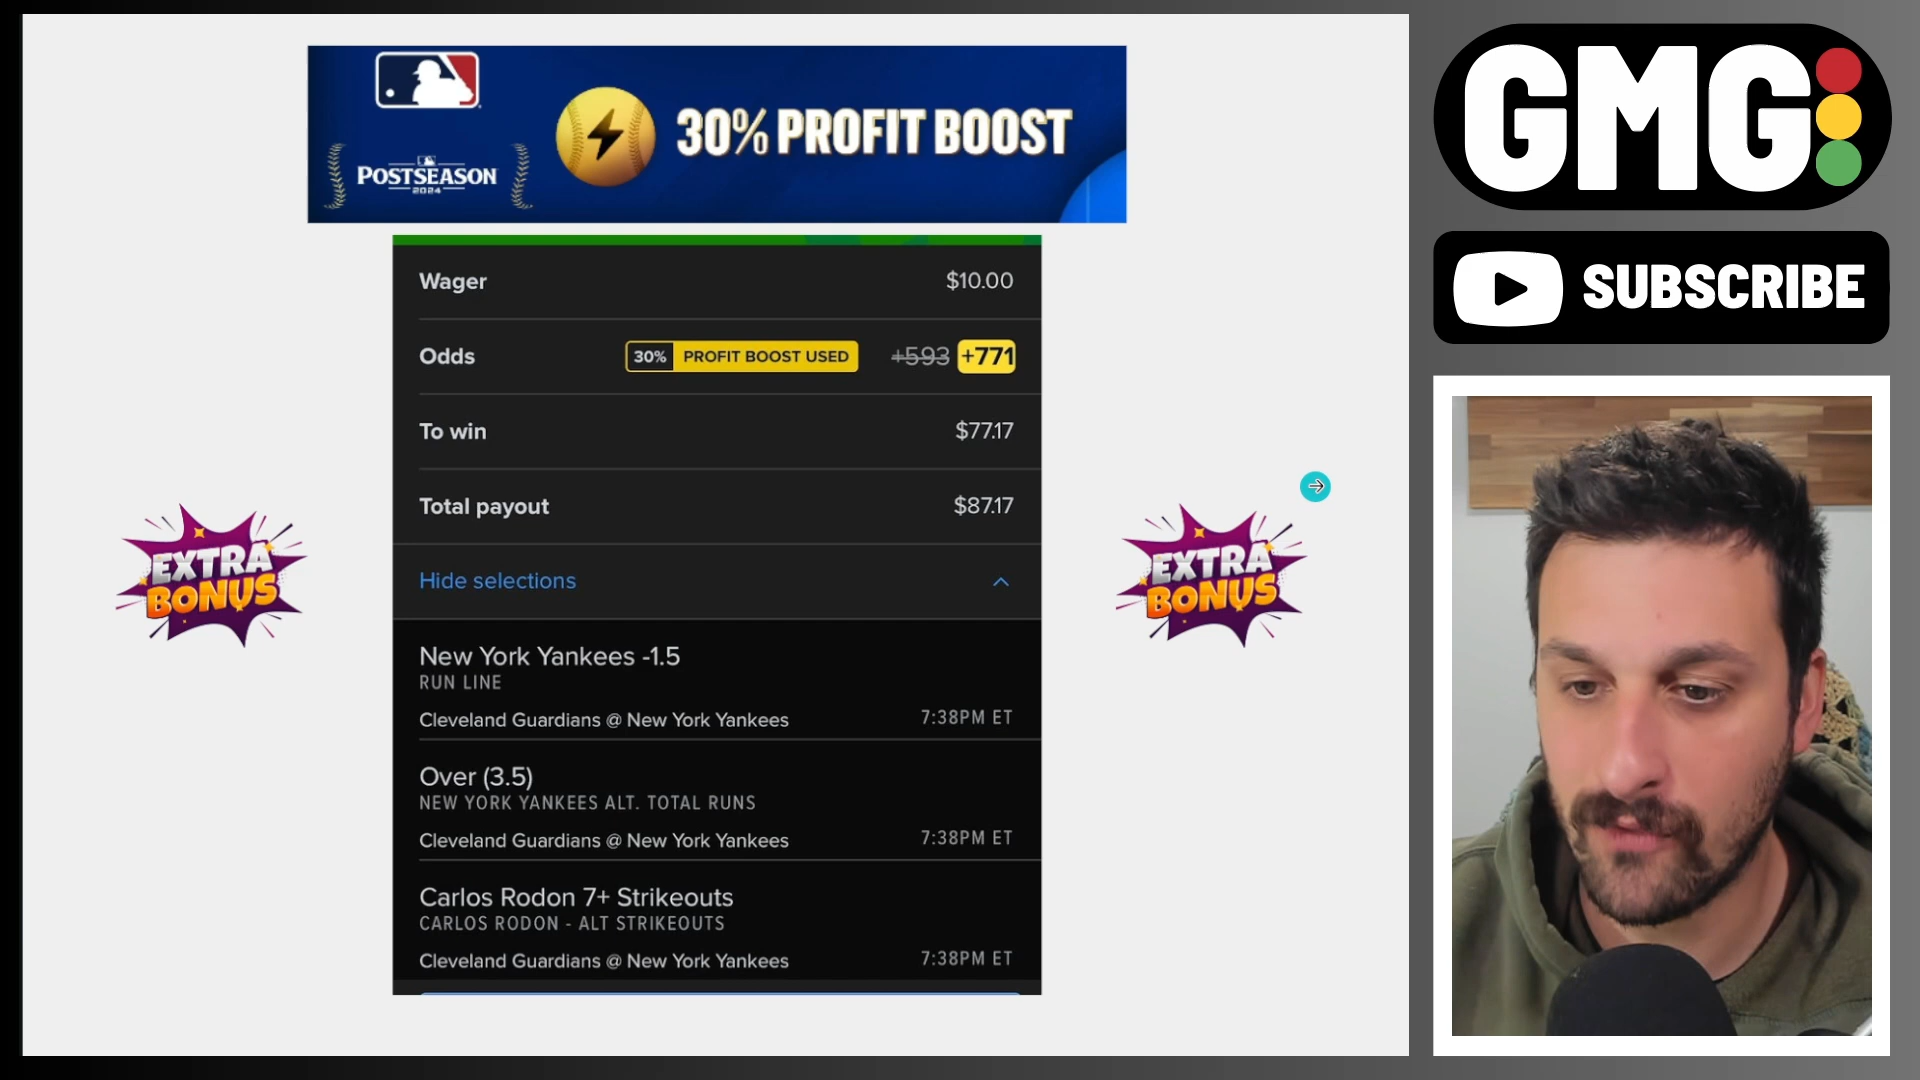 POSTSEASON
2024
30% PROFIT BOOST
GMG
SUBSCRIBE
Wager $10.00
Odds 30% PROFIT BOOST USED +593 +771
To win $77.17
Total payout $87.17
EXTRA
BONUS
EXTRA
BONUS
Hide selections
New York Yankees -1.5
RUN LINE
Cleveland Guardians @ New York Yankees 7:38PM ET
Over (3.5)
NEW YORK YANKEES ALT. TOTAL RUNS
Cleveland Guardians @ New York Yankees 7:38PM ET
Carlos Rodon 7+ Strikeouts
CARLOS RODON - ALT STRIKEOUTS
Cleveland Guardians @ New York Yankees 7:38PM ET